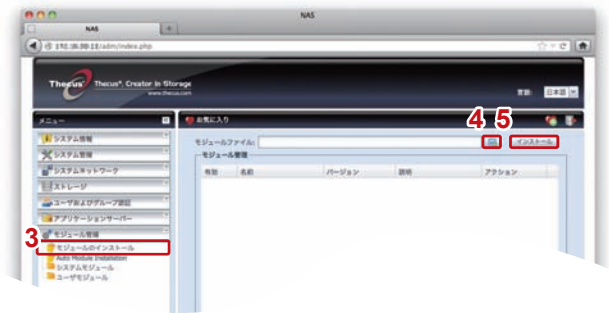 NAS
NAS
/adm/index.php
Thecus Thecus®, Creator in Storage
www.thecus.com
言語: 日本語
メニュー
お気に入り
4 5
モジュールファイル: インストール
モジュール管理
有効 名前 バージョン 説明 アクション
システム情報
システム管理
システムネットワーク
ストレージ
ユーザおよびグループ認証
アプリケーションサーバー
モジュール管理
3
モジュールのインストール
Auto Module Installation
システムモジュール
ユーザモジュール